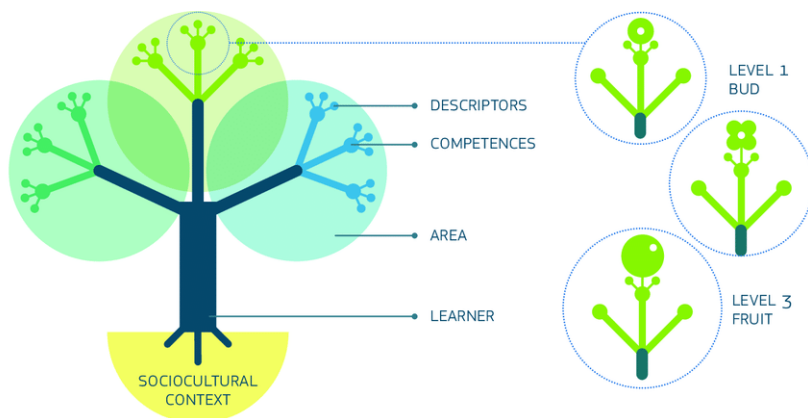 DESCRIPTORS
COMPETENCES
AREA
LEARNER
SOCIOCULTURAL
CONTEXT
LEVEL 1
BUD
LEVEL 3
FRUIT